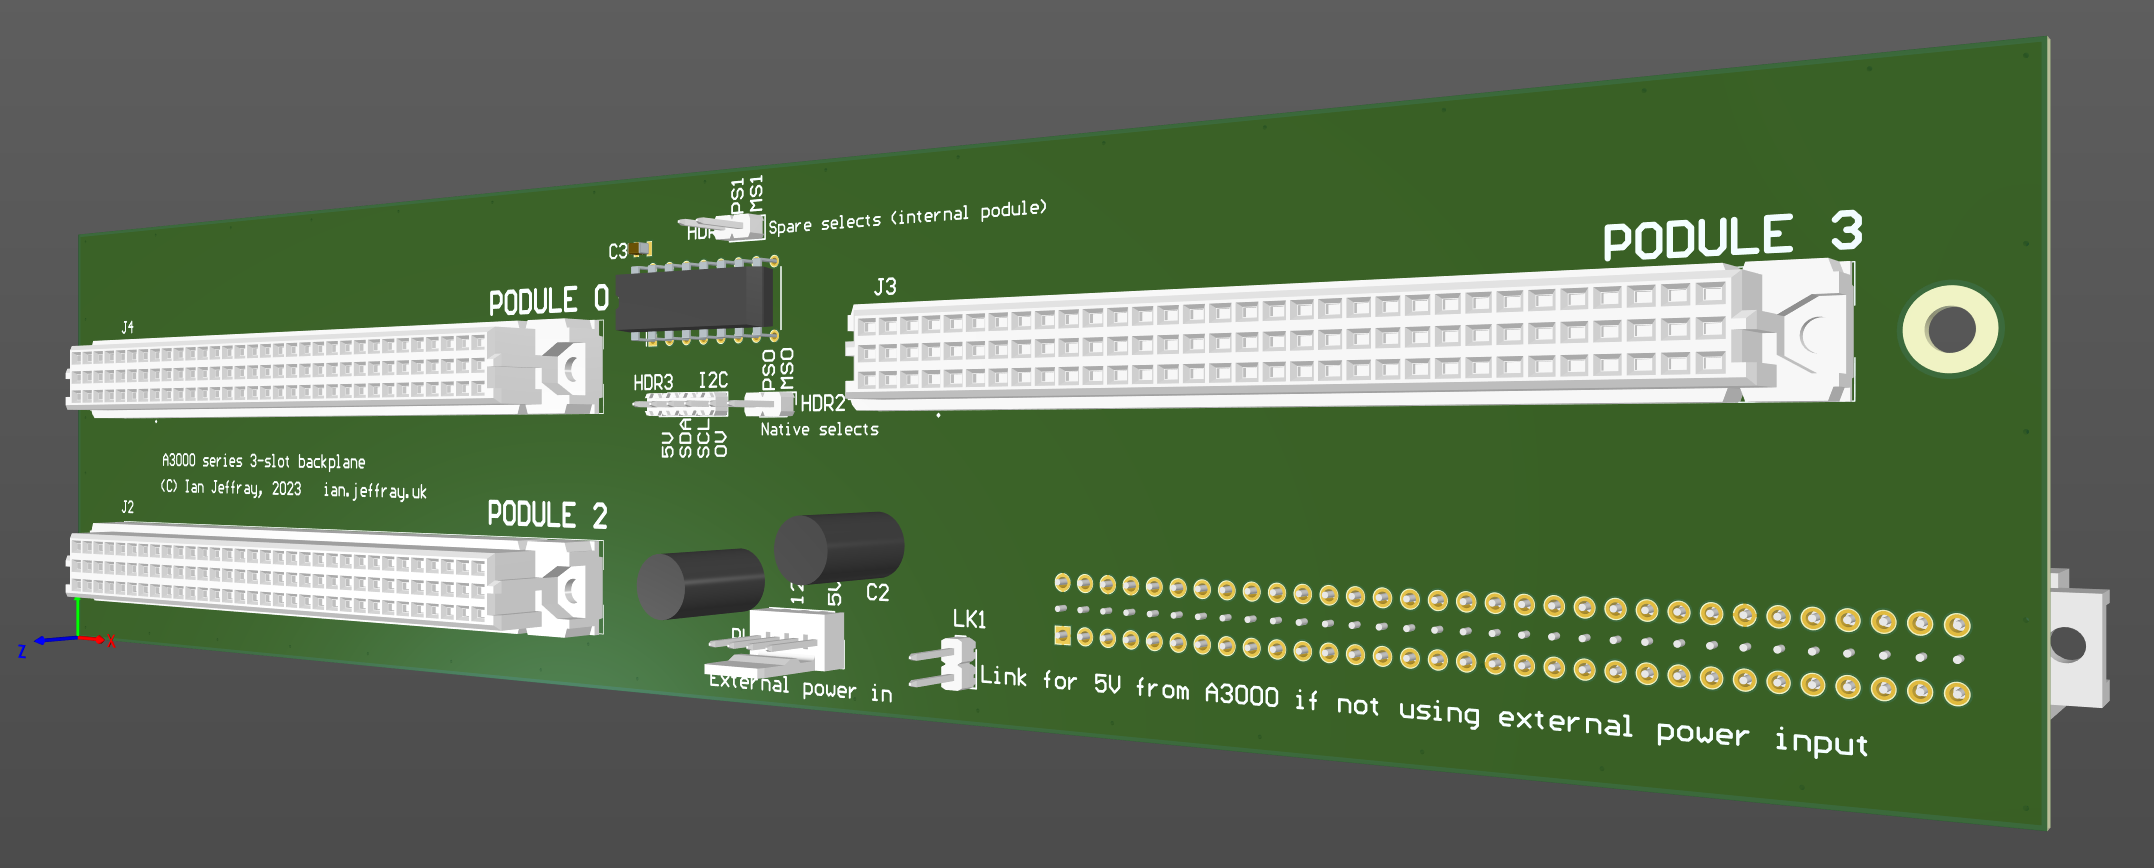 PS1
MS1
Spare selects (internal podule)
C3
PODULE 3
PODULE 0
J3
J4
PS0
MS0
HDR3
I2C
HDR2
5V
SDA
SCL
0V
Native selects
A3000 series 3-slot backplane
(C) Ian Jeffray, 2023 ian.jeffray.uk
J2
PODULE 2
5V
C2
LK1
External power in
Link for 5V from A3000 if not using external power input
Z
X